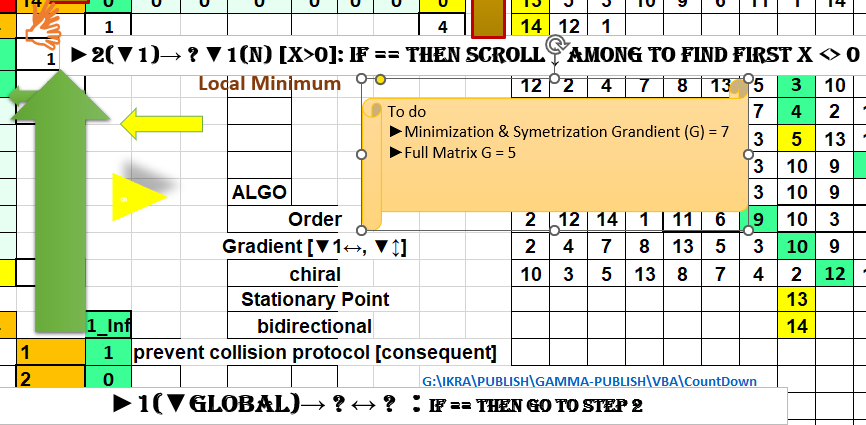 14 0 0 0 0 0 0 0 0 13 5 3 10 9 6 11 1 14
1 4 14 12 1
►2(▼1)→ ? ▼1(N) [X>0]: IF == THEN SCROLL ↓ AMONG TO FIND FIRST X <> 0
1
Local Minimum 12 2 4 7 8 13 5 3 10
To do
►Minimization & Symetrization Grandient (G) = 7
►Full Matrix G = 5
7 4 2
3 5 13
3 10 9
ALGO 3 10 9
Order 2 12 14 1 11 6 9 10 3
Gradient [▼1↔, ▼↕] 2 4 7 8 13 5 3 10 9
chiral 10 3 5 13 8 7 4 2 12
Stationary Point 13
1_Inf bidirectional 14
1 1 prevent collision protocol [consequent]
2 0 G:\IKRA\PUBLISH\GAMMA-PUBLISH\VBA\CountDown
►1(▼GLOBAL)→ ? ↔ ? : IF == THEN GO TO STEP 2